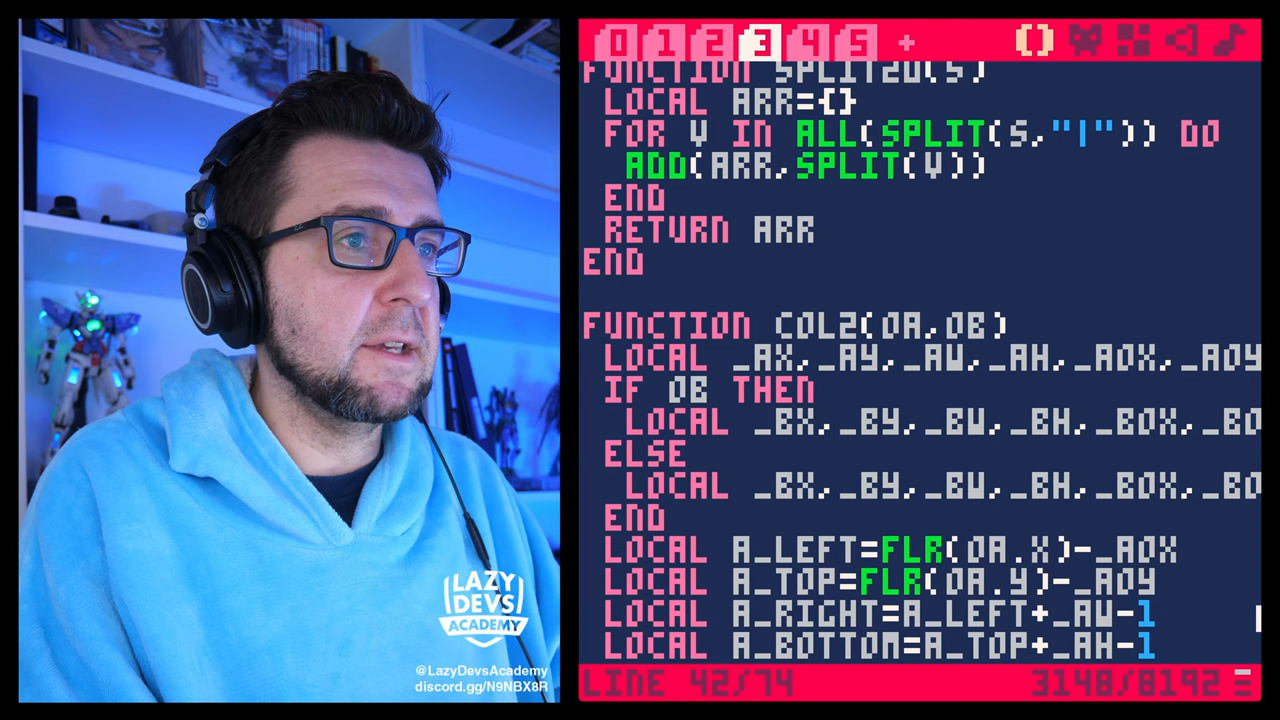 LAZY
DEVS
ACADEMY
@LazyDevsAcademy
discord.gg/N9NBX8R
0 1 2 3 4 5 +
FUNCTION SPLIT2D(S)
LOCAL ARR={}
FOR V IN ALL(SPLIT(S,"|")) DO
ADD(ARR,SPLIT(V))
END
RETURN ARR
END
FUNCTION COL2(OA,OB)
LOCAL _AX,_AY,_AW,_AH,_AOX,_AOY
IF OB THEN
LOCAL _BX,_BY,_BW,_BH,_BOX,_BO
ELSE
LOCAL _BX,_BY,_BW,_BH,_BOX,_BO
END
LOCAL A_LEFT=FLR(OA.X)-_AOX
LOCAL A_TOP=FLR(OA.Y)-_AOY
LOCAL A_RIGHT=A_LEFT+_AW-1
LOCAL A_BOTTOM=A_TOP+_AH-1
LINE 42/74
3148/8192